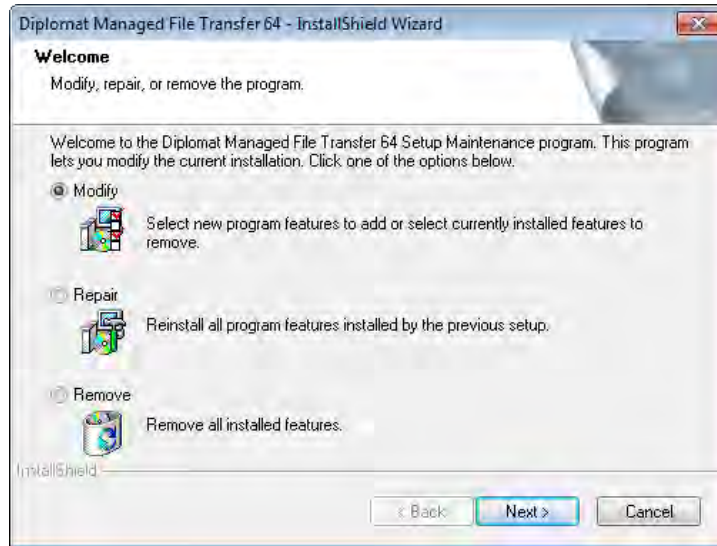 Diplomat Managed File Transfer 64 - InstallShield Wizard
Welcome
Modify, repair, or remove the program.
Welcome to the Diplomat Managed File Transfer 64 Setup Maintenance program. This program
lets you modify the current installation. Click one of the options below.
Modify
Select new program features to add or select currently installed features to
remove.
Repair
Reinstall all program features installed by the previous setup.
Remove
Remove all installed features.
InstallShield
< Back
Next >
Cancel